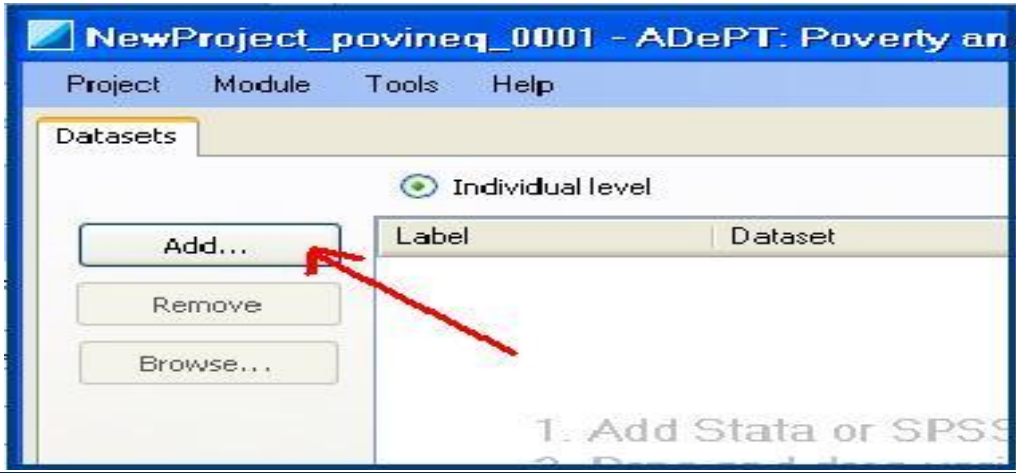 NewProject_povineq_0001 - ADePT: Poverty an
Project Module Tools Help
Datasets
Individual level
Add...
Label Dataset
Remove
Browse...
1. Add Stata or SPSS